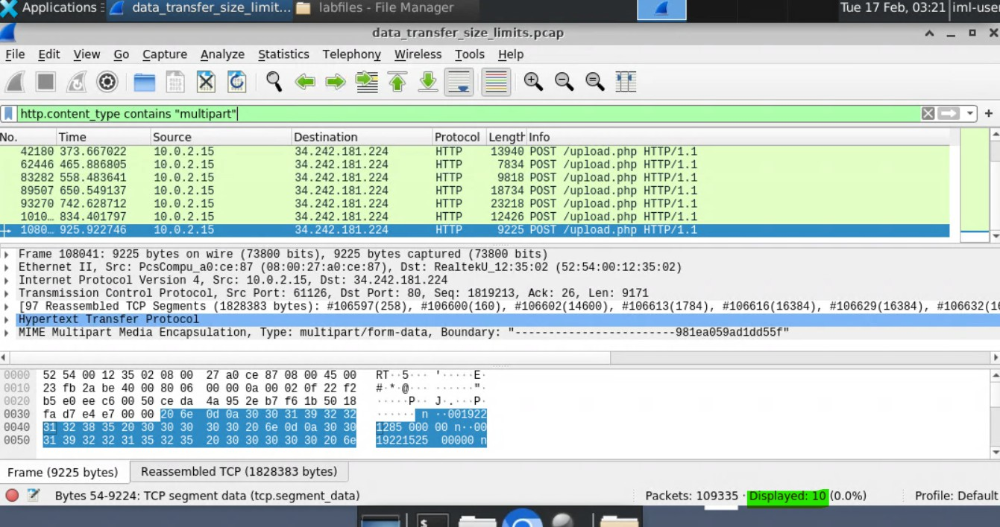 Applications : data_transfer_size_limit... labfiles - File Manager Tue 17 Feb, 03:21 iml-user
data_transfer_size_limits.pcap
File Edit View Go Capture Analyze Statistics Telephony Wireless Tools Help
http.content_type contains "multipart"
No. Time Source Destination Protocol Length Info
42180 373.667022 10.0.2.15 34.242.181.224 HTTP 13940 POST /upload.php HTTP/1.1
62446 465.886805 10.0.2.15 34.242.181.224 HTTP 7834 POST /upload.php HTTP/1.1
83282 558.483641 10.0.2.15 34.242.181.224 HTTP 9818 POST /upload.php HTTP/1.1
89507 650.549137 10.0.2.15 34.242.181.224 HTTP 18734 POST /upload.php HTTP/1.1
93270 742.628712 10.0.2.15 34.242.181.224 HTTP 23218 POST /upload.php HTTP/1.1
1010… 834.401797 10.0.2.15 34.242.181.224 HTTP 12426 POST /upload.php HTTP/1.1
1080… 925.922746 10.0.2.15 34.242.181.224 HTTP 9225 POST /upload.php HTTP/1.1
Frame 108041: 9225 bytes on wire (73800 bits), 9225 bytes captured (73800 bits)
Ethernet II, Src: PcsCompu_a0:ce:87 (08:00:27:a0:ce:87), Dst: RealtekU_12:35:02 (52:54:00:12:35:02)
Internet Protocol Version 4, Src: 10.0.2.15, Dst: 34.242.181.224
Transmission Control Protocol, Src Port: 61126, Dst Port: 80, Seq: 1819213, Ack: 26, Len: 9171
[97 Reassembled TCP Segments (1828383 bytes): #106597(258), #106600(160), #106602(14600), #106613(1784), #106616(16384), #106629(16384), #106632(16
Hypertext Transfer Protocol
MIME Multipart Media Encapsulation, Type: multipart/form-data, Boundary: "------------------------981ea059ad1dd55f"
0000 52 54 00 12 35 02 08 00 27 a0 ce 87 08 00 45 00 RT··5··· '·····E·
0010 23 fb 2a be 40 00 80 06 00 00 0a 00 02 0f 22 f2 #·*·@··· ······"·
0020 b5 e0 ee c6 00 50 ce da 4a 95 2e b7 f6 1b 50 18 ·····P·· J·.···P·
0030 fa d7 e4 e7 00 00 20 6e 0d 0a 30 30 31 39 32 32 ······ n ··001922
0040 31 32 38 35 20 30 30 30 30 30 20 6e 0d 0a 30 30 1285 000 00 n··00
0050 31 39 32 32 31 35 32 35 20 30 30 30 30 30 20 6e 19221525 00000 n
Frame (9225 bytes) Reassembled TCP (1828383 bytes)
Bytes 54-9224: TCP segment data (tcp.segment_data) Packets: 109335 · Displayed: 10 (0.0%) Profile: Default
$